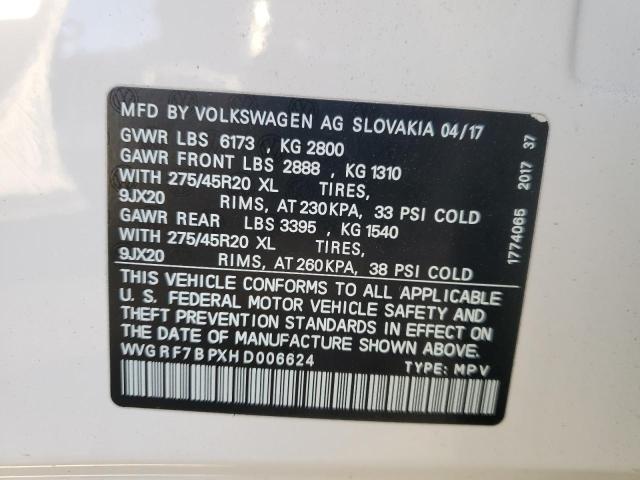 MFD BY VOLKSWAGEN AG SLOVAKIA 04/17
GVWR LBS 6173 , KG 2800
GAWR FRONT LBS 2888 , KG 1310
WITH 275/45R20 XL TIRES,
9JX20 RIMS, AT 230KPA, 33 PSI COLD
GAWR REAR LBS 3395 , KG 1540
WITH 275/45R20 XL TIRES,
9JX20 RIMS, AT 260KPA, 38 PSI COLD
THIS VEHICLE CONFORMS TO ALL APPLICABLE
U. S. FEDERAL MOTOR VEHICLE SAFETY AND
THEFT PREVENTION STANDARDS IN EFFECT ON
THE DATE OF MANUFACTURE SHOWN ABOVE.
WVGRF7BPXHD006624 TYPE: MPV
1774065 2017 37